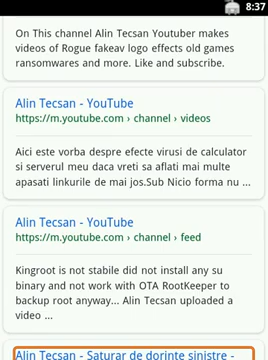 8:37
On This channel Alin Tecsan Youtuber makes
videos of Rogue fakeav logo effects old games
ransomwares and more. Like and subscribe.
Alin Tecsan - YouTube
https://m.youtube.com › channel › videos
Aici este vorba despre efecte virusi de calculator
si serverul meu daca vreti sa aflati mai multe
apasati linkurile de mai jos.Sub Nicio forma nu ...
Alin Tecsan - YouTube
https://m.youtube.com › channel › feed
Kingroot is not stabile did not install any su
binary and not work with OTA RootKeeper to
backup root anyway... Alin Tecsan uploaded a
video ...
Alin Tecsan - Saturar de dorinte sinistre -